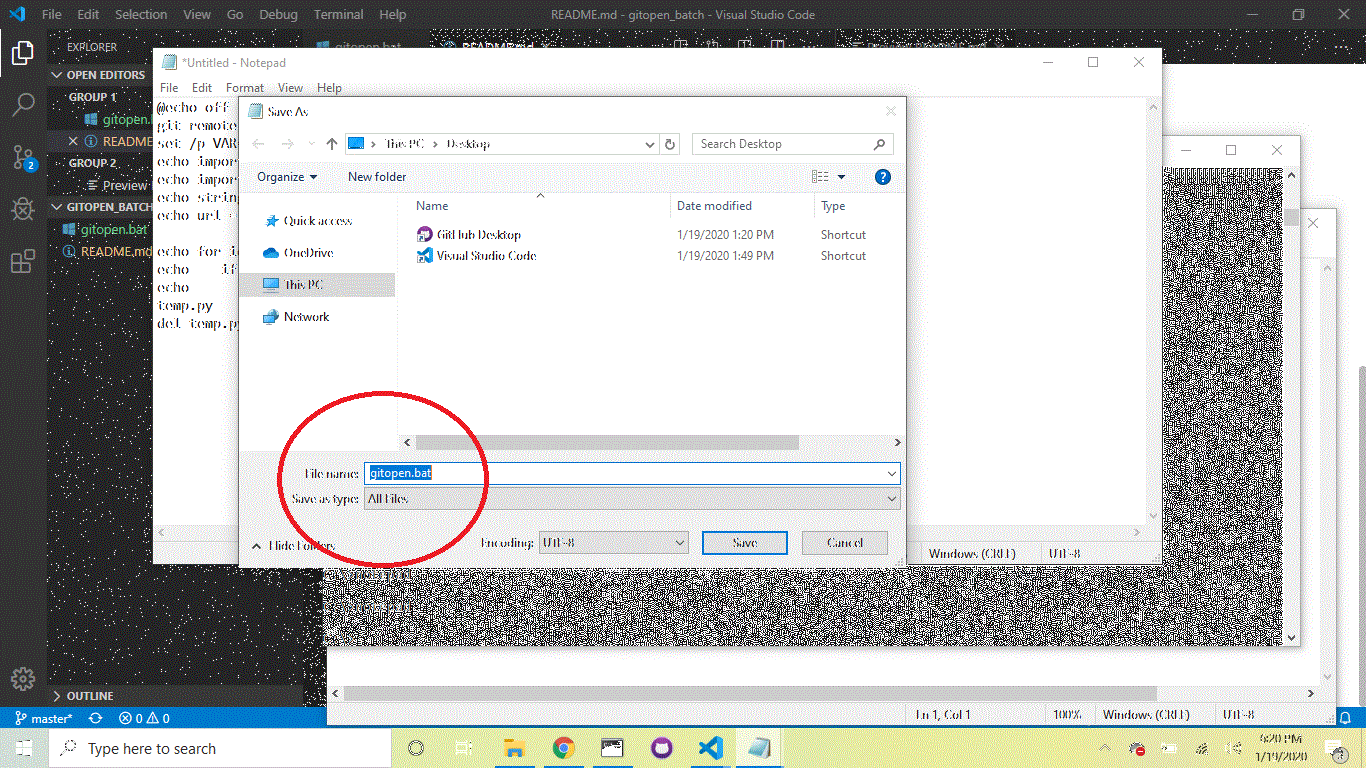 File Edit Selection View Go Debug Terminal Help
README.md - gitopen_batch - Visual Studio Code
EXPLORER
gitopen.bat
README.md
OPEN EDITORS
GROUP 1
gitopen.b
README
GROUP 2
Preview
GITOPEN_BATCH
gitopen.bat
README.md
OUTLINE
*Untitled - Notepad
File Edit Format View Help
@echo off
git remote
set /p VAR
echo impor
echo impor
echo string
echo url
echo for i
echo if
echo
temp.py
del temp.py
Save As
This PC > Desktop
Search Desktop
Organize
New folder
Name
Date modified
Type
Quick access
OneDrive
This PC
Network
GitHub Desktop 1/19/2020 1:20 PM Shortcut
Visual Studio Code 1/19/2020 1:49 PM Shortcut
File name: gitopen.bat
Save as type: All Files
Hide Folders
Encoding: UTF-8
Save
Cancel
Windows (CRLF) UTF-8
Ln 1, Col 1 100% Windows (CRLF) UTF-8
2
master* 0 0
Type here to search
6:20 PM
1/19/2020